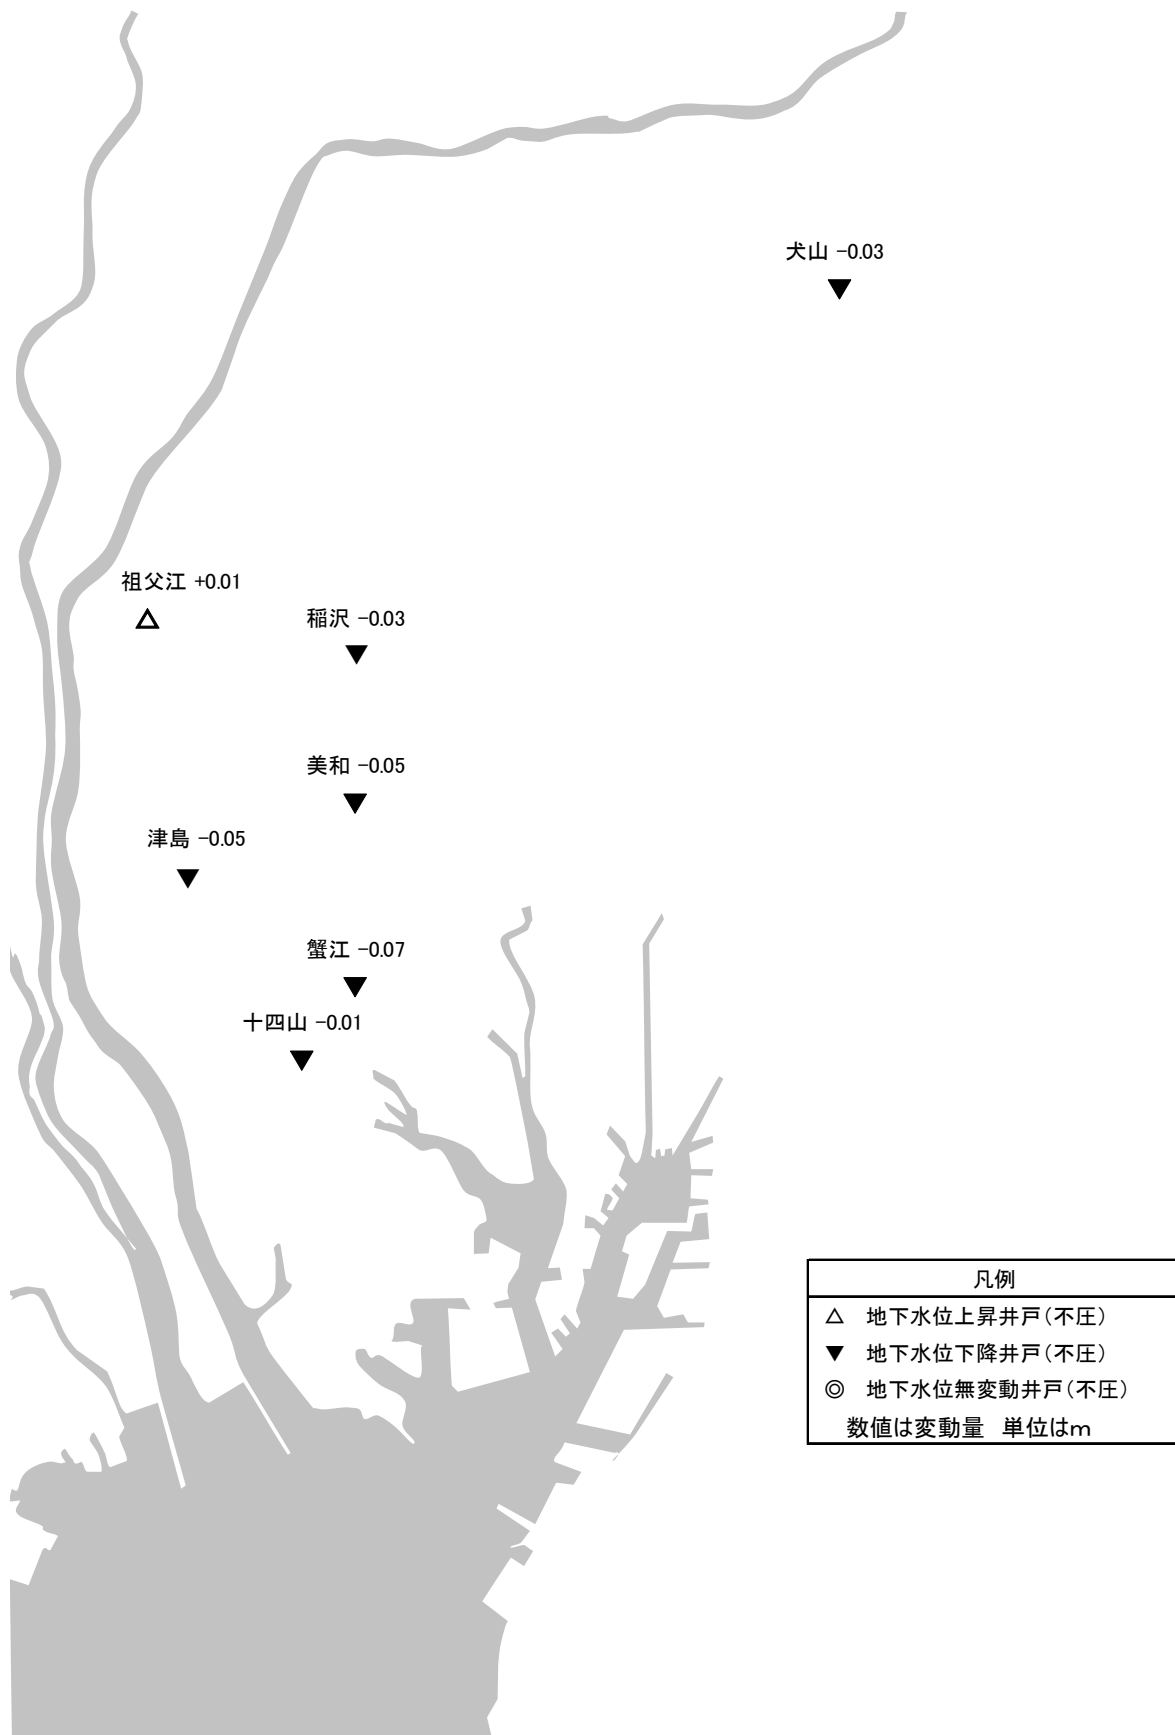 犬山 -0.03
祖父江 +0.01
稲沢 -0.03
美和 -0.05
津島 -0.05
蟹江 -0.07
十四山 -0.01
凡例
△ 地下水位上昇井戸(不圧)
▼ 地下水位下降井戸(不圧)
◎ 地下水位無変動井戸(不圧)
数値は変動量 単位はm